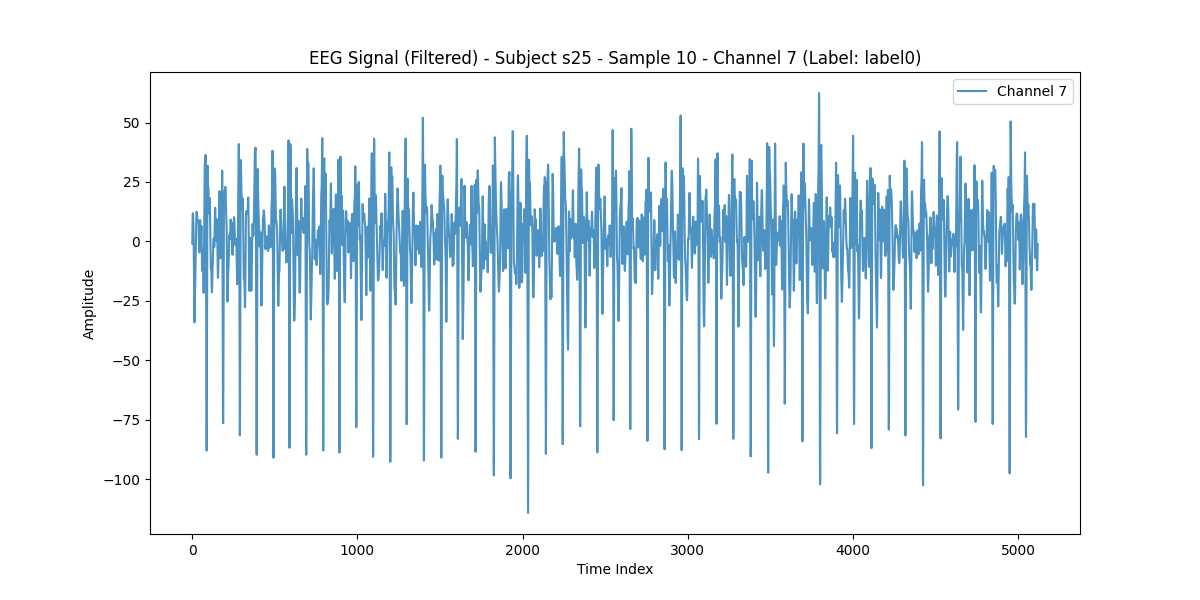 EEG Signal (Filtered) - Subject s25 - Sample 10 - Channel 7 (Label: label0)
Channel 7
50
25
0
−25
−50
−75
−100
Amplitude
0 1000 2000 3000 4000 5000
Time Index